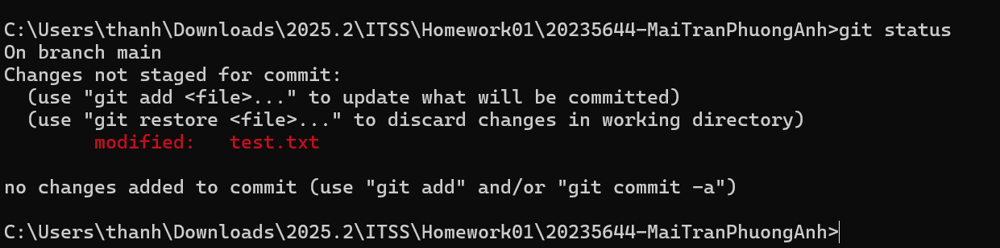 C:\Users\thanh\Downloads\2025.2\ITSS\Homework01\20235644-MaiTranPhuongAnh>git status
On branch main
Changes not staged for commit:
  (use "git add <file>..." to update what will be committed)
  (use "git restore <file>..." to discard changes in working directory)
        modified:   test.txt

no changes added to commit (use "git add" and/or "git commit -a")

C:\Users\thanh\Downloads\2025.2\ITSS\Homework01\20235644-MaiTranPhuongAnh>